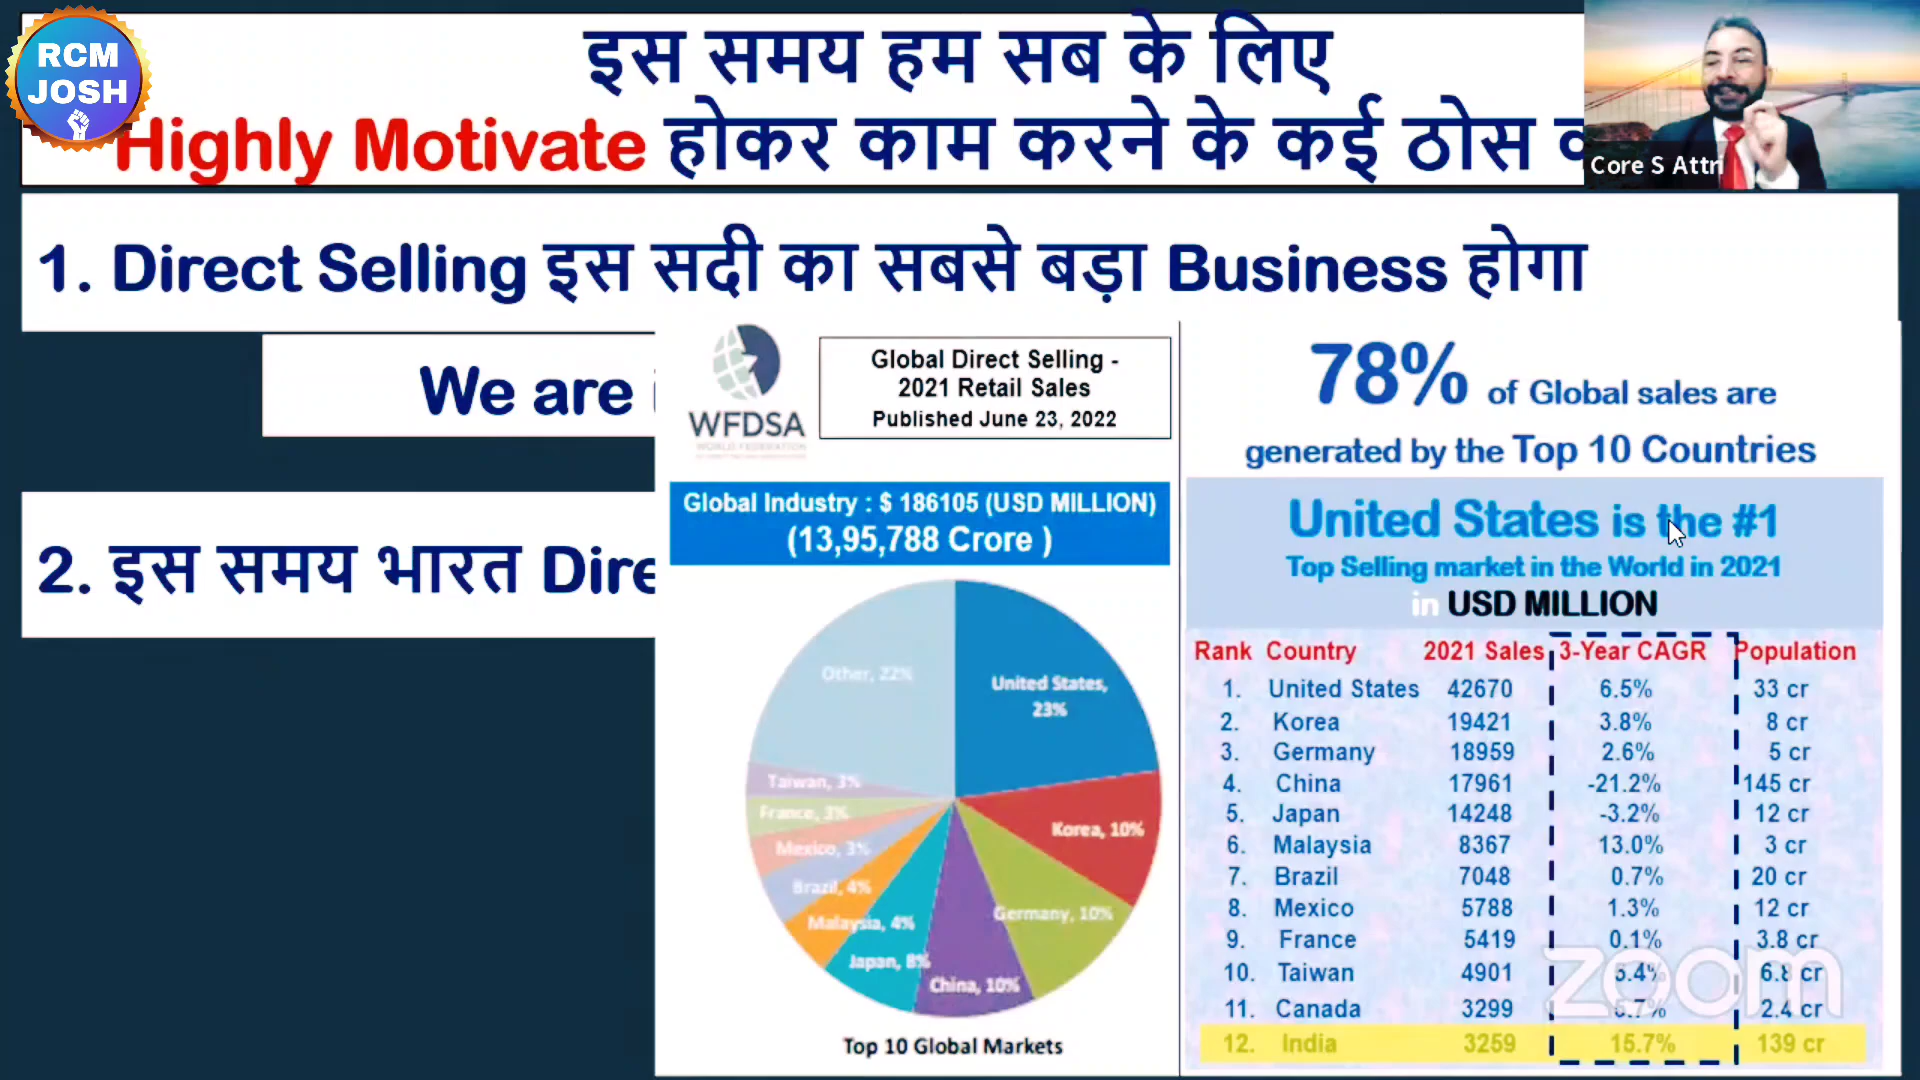 RCM
JOSH
इस समय हम सब के लिए
Highly Motivate होकर काम करने के कई ठोस
Core S Attri
1. Direct Selling इस सदी का सबसे बड़ा Business होगा
We are
2. इस समय भारत Dire
WFDSA
WORLD FEDERATION
Global Direct Selling -
2021 Retail Sales
Published June 23, 2022
Global Industry : $ 186105 (USD MILLION)
(13,95,788 Crore )
Other, 22%
United States,
23%
Taiwan, 3%
France, 3%
Mexico, 3%
Brazil, 4%
Malaysia, 4%
Japan, 8%
China, 10%
Germany, 10%
Korea, 10%
Top 10 Global Markets
78% of Global sales are
generated by the Top 10 Countries
United States is the #1
Top Selling market in the World in 2021
in USD MILLION
Rank Country 2021 Sales 3-Year CAGR Population
1. United States 42670 6.5% 33 cr
2. Korea 19421 3.8% 8 cr
3. Germany 18959 2.6% 5 cr
4. China 17961 -21.2% 145 cr
5. Japan 14248 -3.2% 12 cr
6. Malaysia 8367 13.0% 3 cr
7. Brazil 7048 0.7% 20 cr
8. Mexico 5788 1.3% 12 cr
9. France 5419 0.1% 3.8 cr
10. Taiwan 4901 6.8 cr
11. Canada 3299 2.4 cr
12. India 3259 15.7% 139 cr
zoom